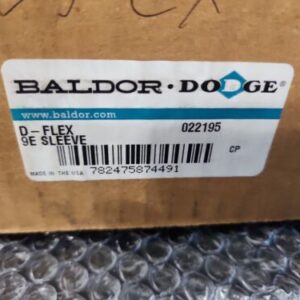 BALDOR·DODGE®
www.baldor.com
D-FLEX 022195
9E SLEEVE
CP
MADE IN THE USA 782475874491